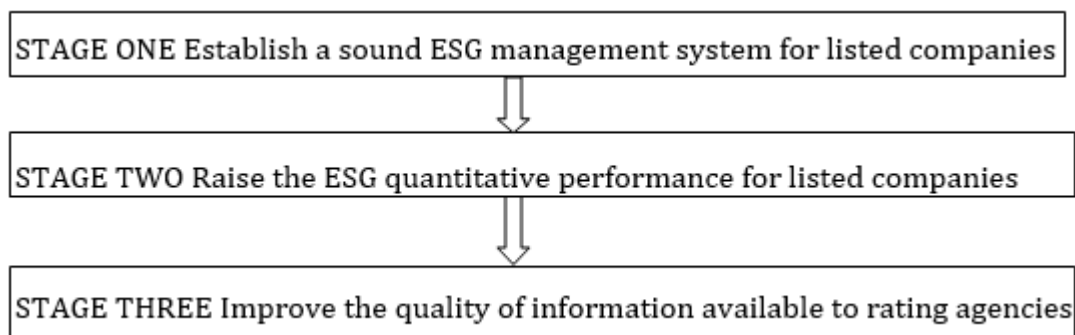 STAGE ONE Establish a sound ESG management system for listed companies
STAGE TWO Raise the ESG quantitative performance for listed companies
STAGE THREE Improve the quality of information available to rating agencies